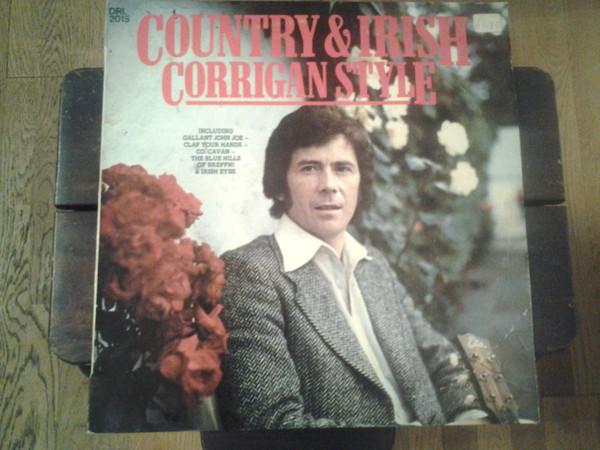 DRL
2018
COUNTRY & IRISH
CORRIGAN STYLE
INCLUDING
GALLANT JOHN JOE –
CLAP YOUR HANDS –
CO. CAVAN –
THE BLUE HILLS
OF BREFFNI
& IRISH EYES